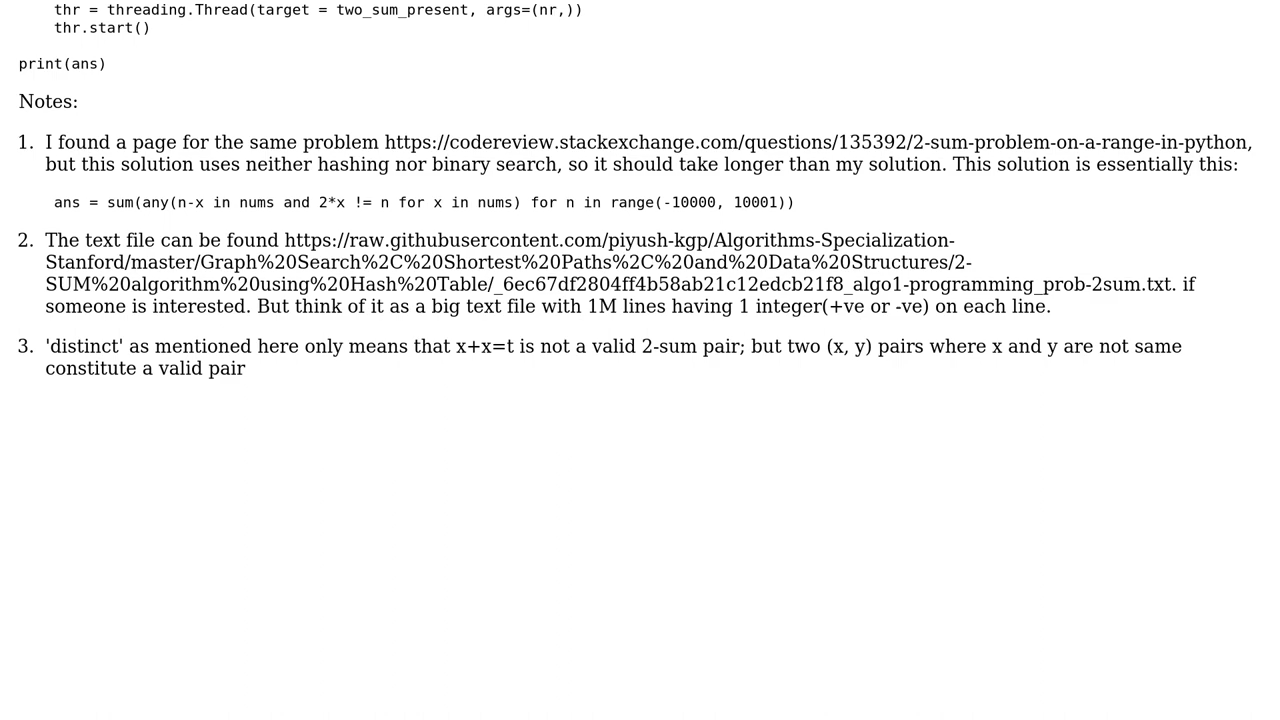 thr = threading.Thread(target = two_sum_present, args=(nr,))
thr.start()
print(ans)
Notes:
1. I found a page for the same problem https://codereview.stackexchange.com/questions/135392/2-sum-problem-on-a-range-in-python,
but this solution uses neither hashing nor binary search, so it should take longer than my solution. This solution is essentially this:
ans = sum(any(n-x in nums and 2*x != n for x in nums) for n in range(-10000, 10001))
2. The text file can be found https://raw.githubusercontent.com/piyush-kgp/Algorithms-Specialization-
Stanford/master/Graph%20Search%2C%20Shortest%20Paths%2C%20and%20Data%20Structures/2-
SUM%20algorithm%20using%20Hash%20Table/_6ec67df2804ff4b58ab21c12edcb21f8_algo1-programming_prob-2sum.txt. if
someone is interested. But think of it as a big text file with 1M lines having 1 integer(+ve or -ve) on each line.
3. 'distinct' as mentioned here only means that x+x=t is not a valid 2-sum pair; but two (x, y) pairs where x and y are not same
constitute a valid pair